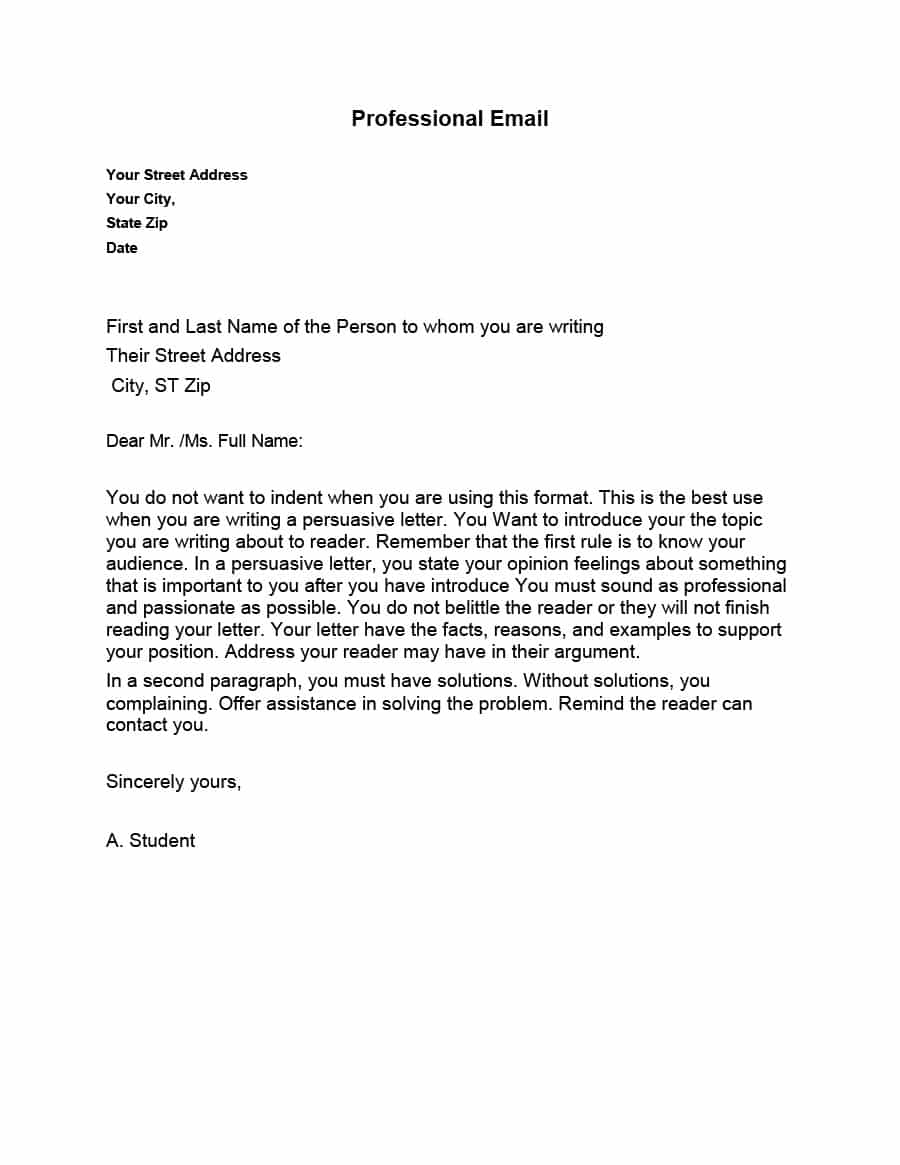 Professional Email
Your Street Address
Your City,
State Zip
Date
First and Last Name of the Person to whom you are writing
Their Street Address
City, ST Zip
Dear Mr. /Ms. Full Name:
You do not want to indent when you are using this format. This is the best use
when you are writing a persuasive letter. You Want to introduce your the topic
you are writing about to reader. Remember that the first rule is to know your
audience. In a persuasive letter, you state your opinion feelings about something
that is important to you after you have introduce You must sound as professional
and passionate as possible. You do not belittle the reader or they will not finish
reading your letter. Your letter have the facts, reasons, and examples to support
your position. Address your reader may have in their argument.
In a second paragraph, you must have solutions. Without solutions, you
complaining. Offer assistance in solving the problem. Remind the reader can
contact you.
Sincerely yours,
A. Student